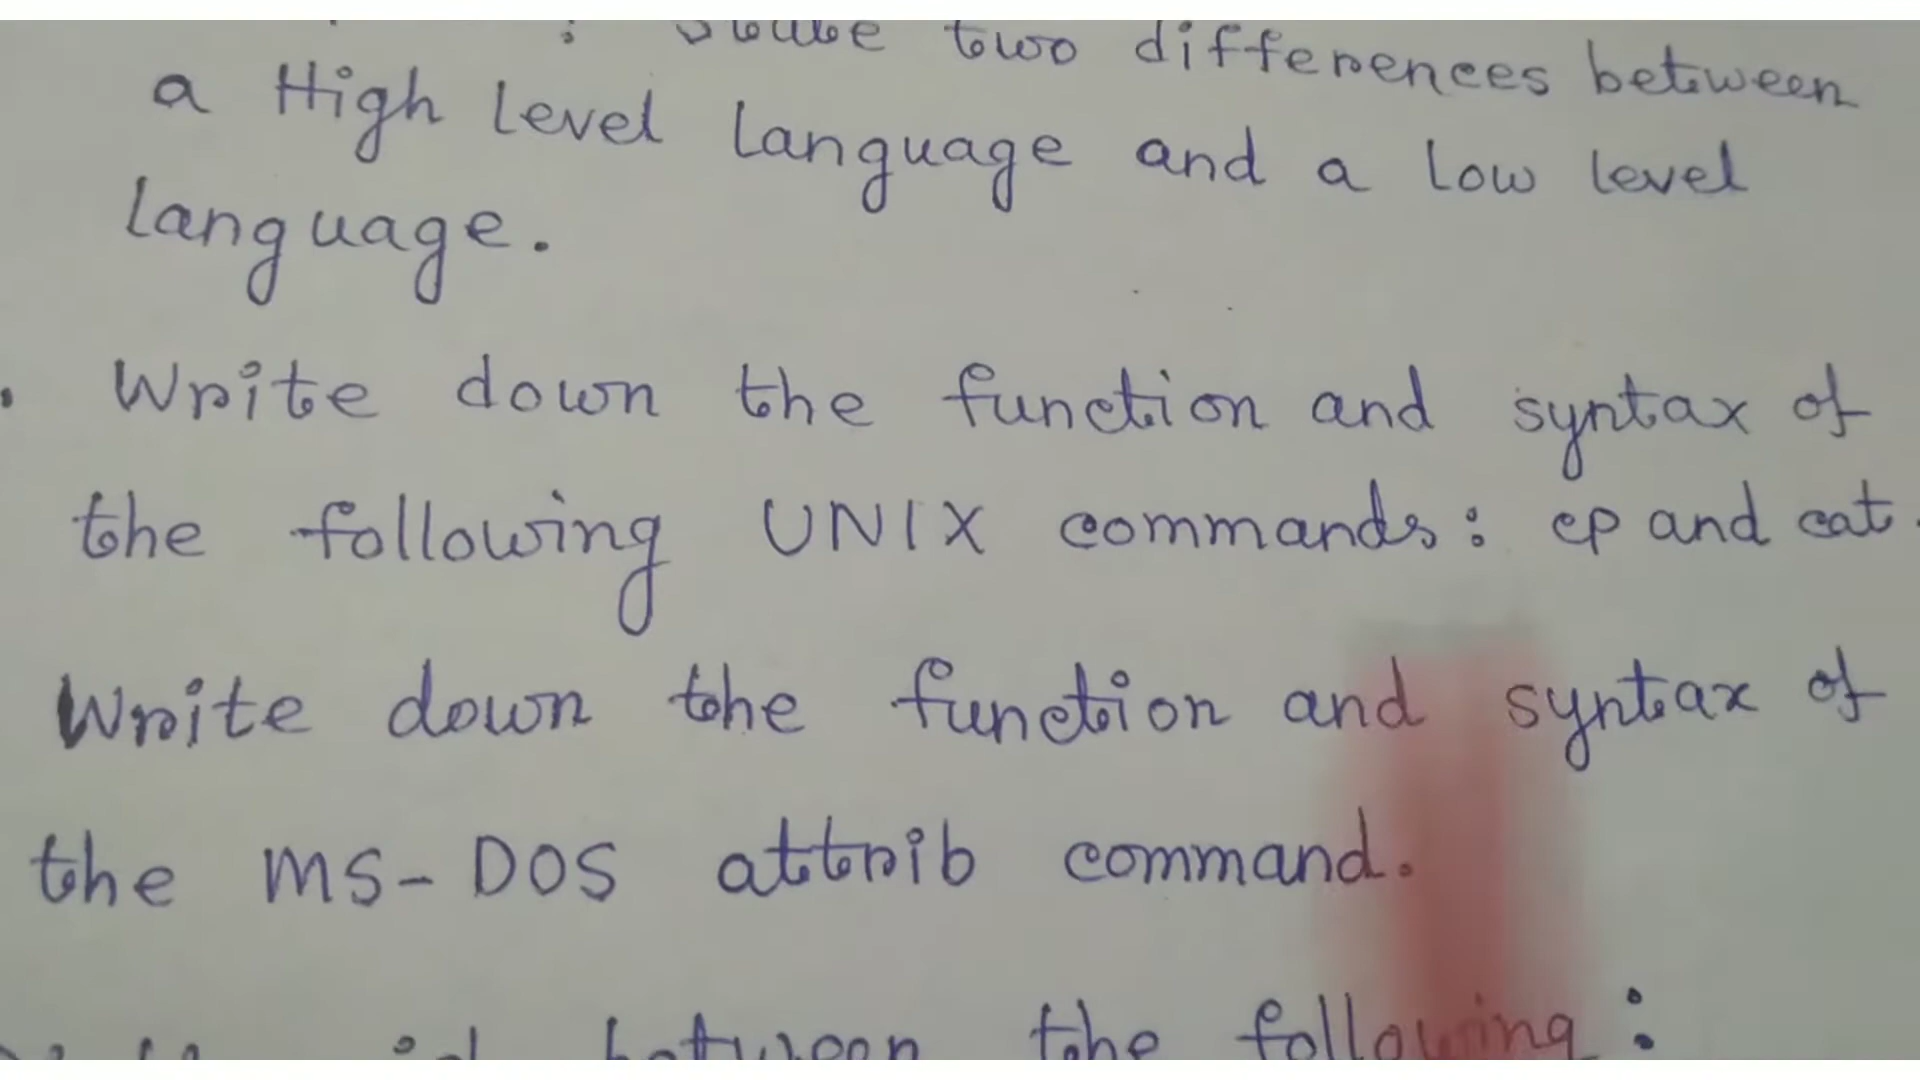 : State two differences between
a High Level Language and a Low level
Language.
. Write down the function and syntax of
the following UNIX commands: cp and cat.
Write down the function and syntax of
the MS-DOS attrib command.
between the following: